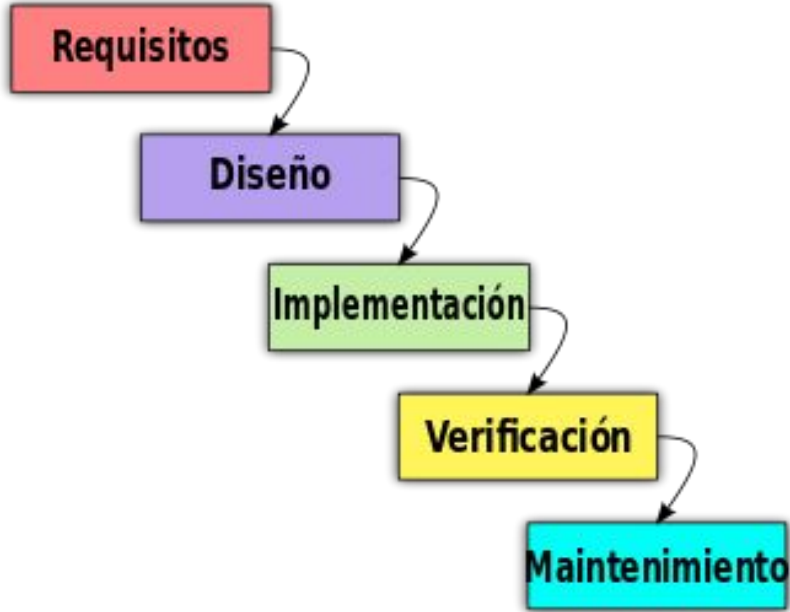 Requisitos
Diseño
Implementación
Verificación
Maintenimiento